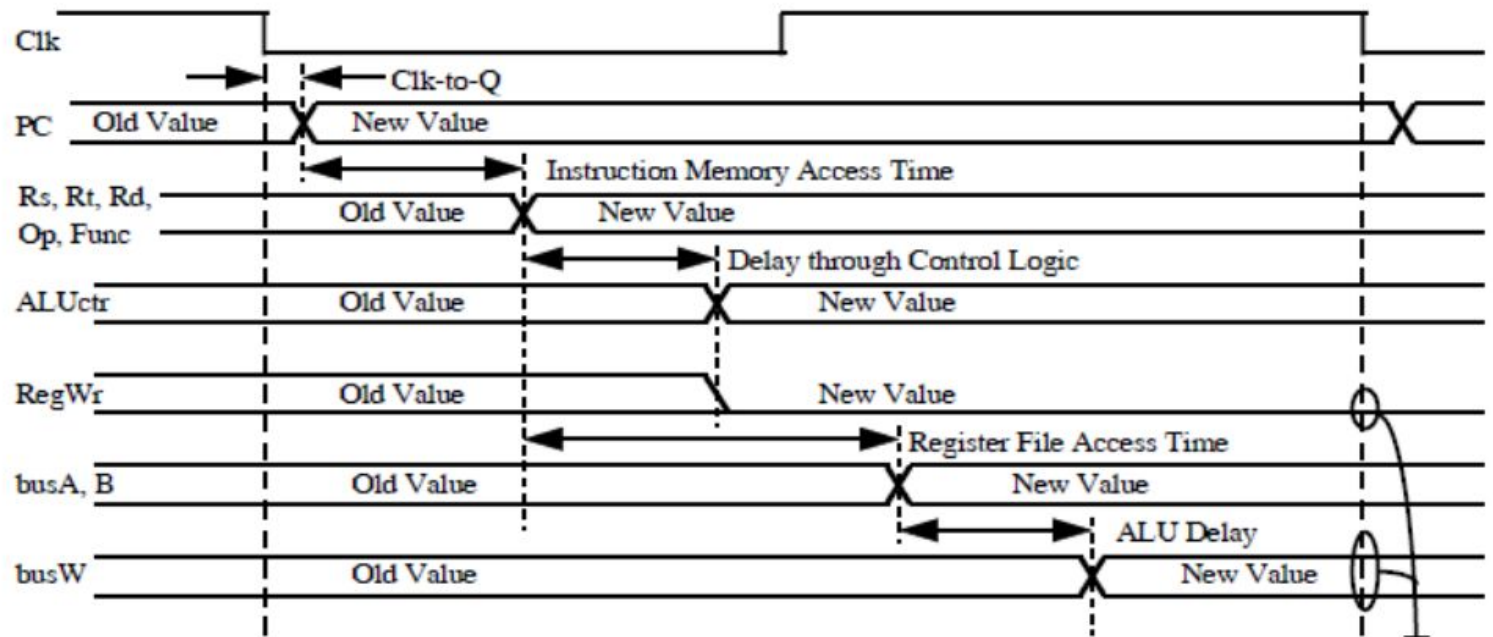 Clk
Clk-to-Q
PC Old Value New Value
Instruction Memory Access Time
Rs, Rt, Rd,
Op, Func
Old Value New Value
Delay through Control Logic
ALUctr Old Value New Value
RegWr Old Value New Value
Register File Access Time
busA, B Old Value New Value
ALU Delay
busW Old Value New Value